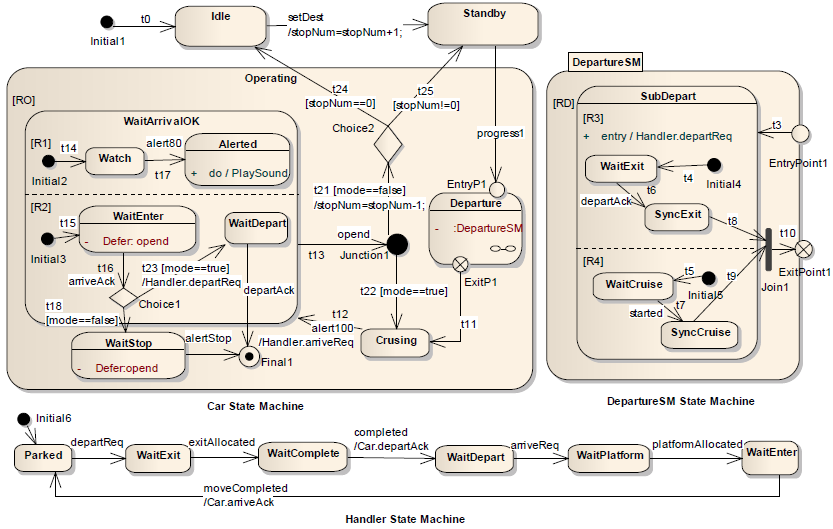 t0
Initial1
Idle
setDest
/stopNum=stopNum+1;
Standby
Operating
[RO]
t24
[stopNum==0]
t25
[stopNum!=0]
Choice2
progress1
WaitArrivalOK
[R1]
t14
Initial2
Watch
alert80
t17
Alerted
+ do / PlaySound
[R2]
t15
Initial3
WaitEnter
- Defer: opend
WaitDepart
t16
arriveAck
t23 [mode==true]
/Handler.departReq
Choice1
departAck
t18
[mode==false]
WaitStop
- Defer:opend
alertStop
Final1
t21 [mode==false]
/stopNum=stopNum-1;
opend
t13
Junction1
t22 [mode==true]
t12
alert100
/Handler.arriveReq
Crusing
EntryP1
Departure
- :DepartureSM
ExitP1
t11
Car State Machine
DepartureSM
[RD]
SubDepart
[R3]
+ entry / Handler.departReq
t3
EntryPoint1
WaitExit
t4
Initial4
t6
departAck
SyncExit
t8
t10
ExitPoint1
Join1
[R4]
WaitCruise
t5
Initial5
t9
started
t7
SyncCruise
DepartureSM State Machine
Initial6
Parked
departReq
WaitExit
exitAllocated
WaitComplete
completed
/Car.departAck
WaitDepart
arriveReq
WaitPlatform
platformAllocated
WaitEnter
moveCompleted
/Car.arriveAck
Handler State Machine